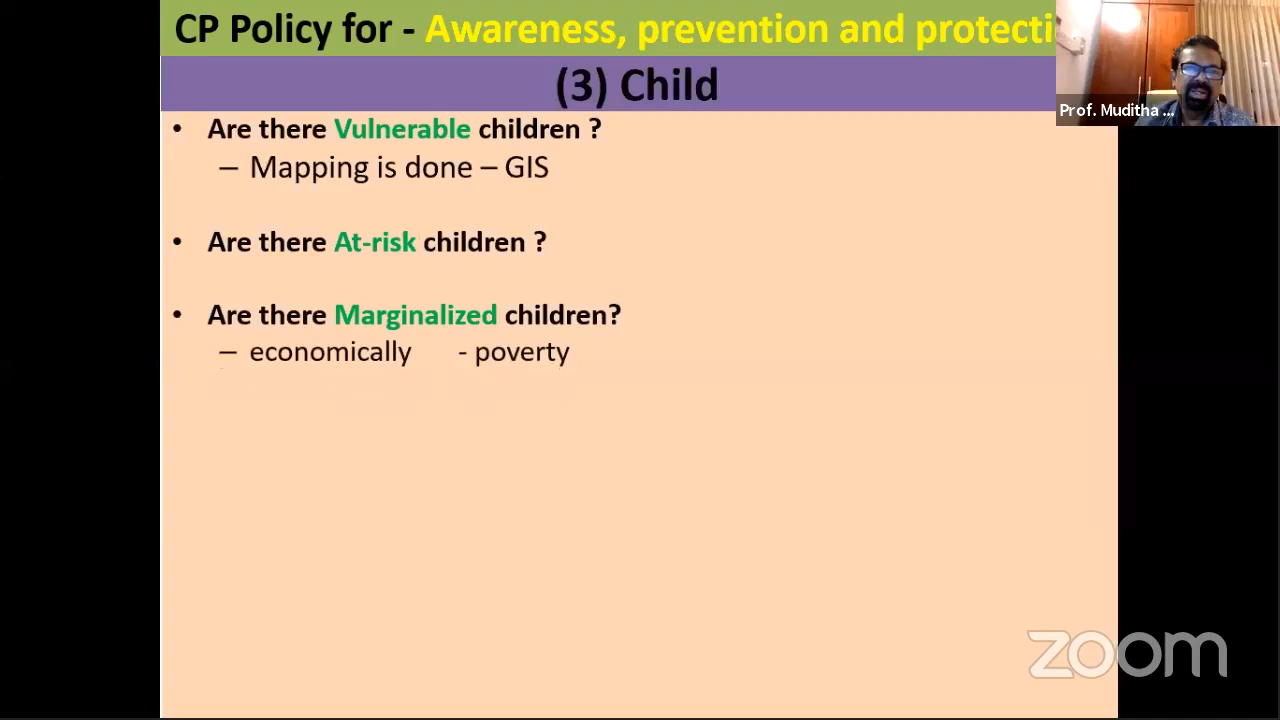 CP Policy for - Awareness, prevention and
(3) Child
Prof. Muditha ...
• Are there Vulnerable children ?
– Mapping is done – GIS
• Are there At-risk children ?
• Are there Marginalized children?
– economically - poverty
zoom